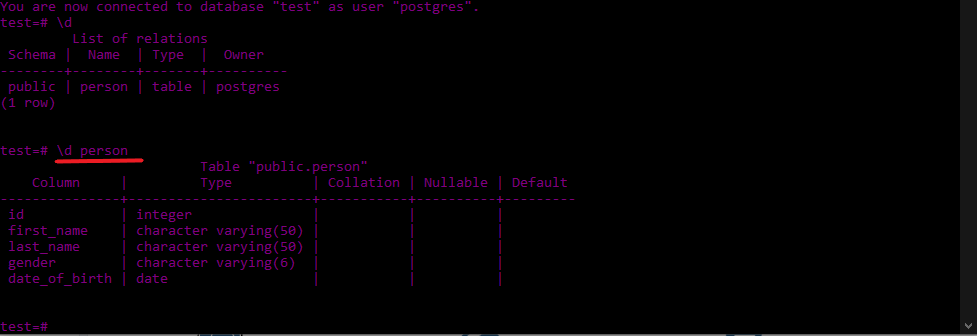 You are now connected to database "test" as user "postgres".
test=# \d
List of relations
Schema | Name | Type | Owner
--------+--------+-------+----------
public | person | table | postgres
(1 row)
test=# \d person
Table "public.person"
Column | Type | Collation | Nullable | Default
---------------+-----------------------+-----------+----------+---------
id | integer | | |
first_name | character varying(50) | | |
last_name | character varying(50) | | |
gender | character varying(6) | | |
date_of_birth | date | | |
test=#